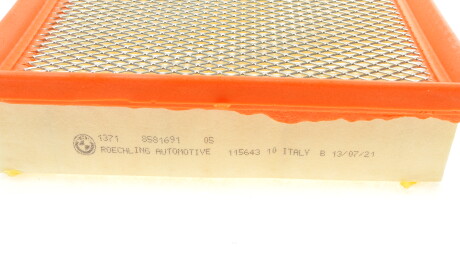 1371 8581691 05
ROECHLING AUTOMOTIVE 115643 10 ITALY B 13/07/21